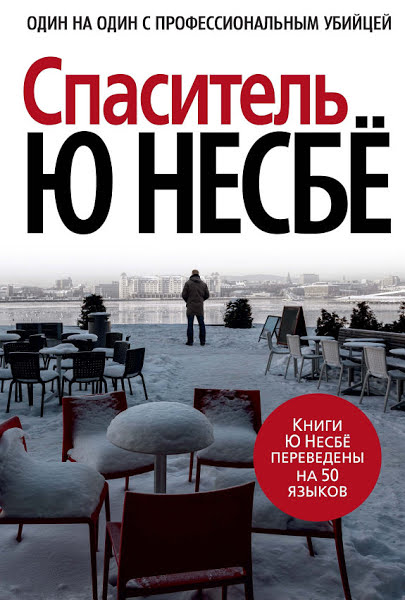 ОДИН НА ОДИН С ПРОФЕССИОНАЛЬНЫМ УБИЙЦЕЙ
Спаситель
Ю НЕСБЁ
Книги
Ю Несбё
переведены
на 50
языков